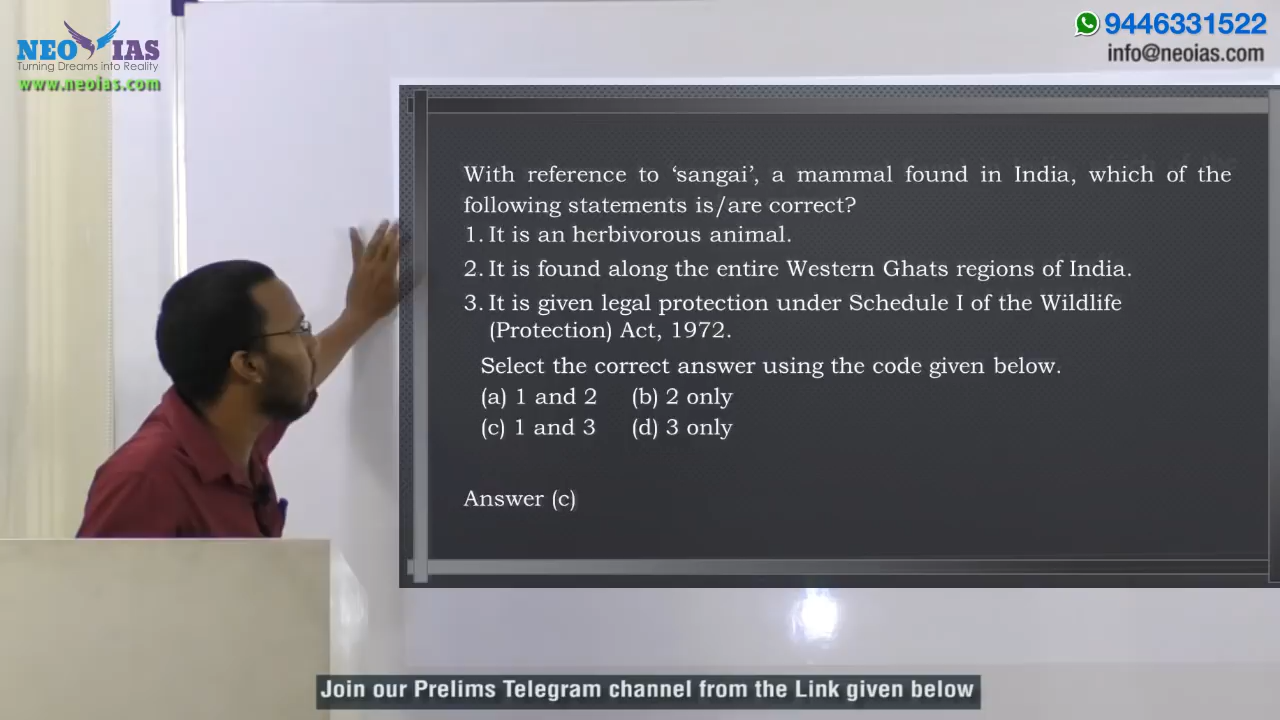 NEO IAS
Turning Dreams into Reality
www.neoias.com
9446331522
info@neoias.com
With reference to ‘sangai’, a mammal found in India, which of the
following statements is/are correct?
1. It is an herbivorous animal.
2. It is found along the entire Western Ghats regions of India.
3. It is given legal protection under Schedule I of the Wildlife
(Protection) Act, 1972.
Select the correct answer using the code given below.
(a) 1 and 2 (b) 2 only
(c) 1 and 3 (d) 3 only
Answer (c)
Join our Prelims Telegram channel from the Link given below